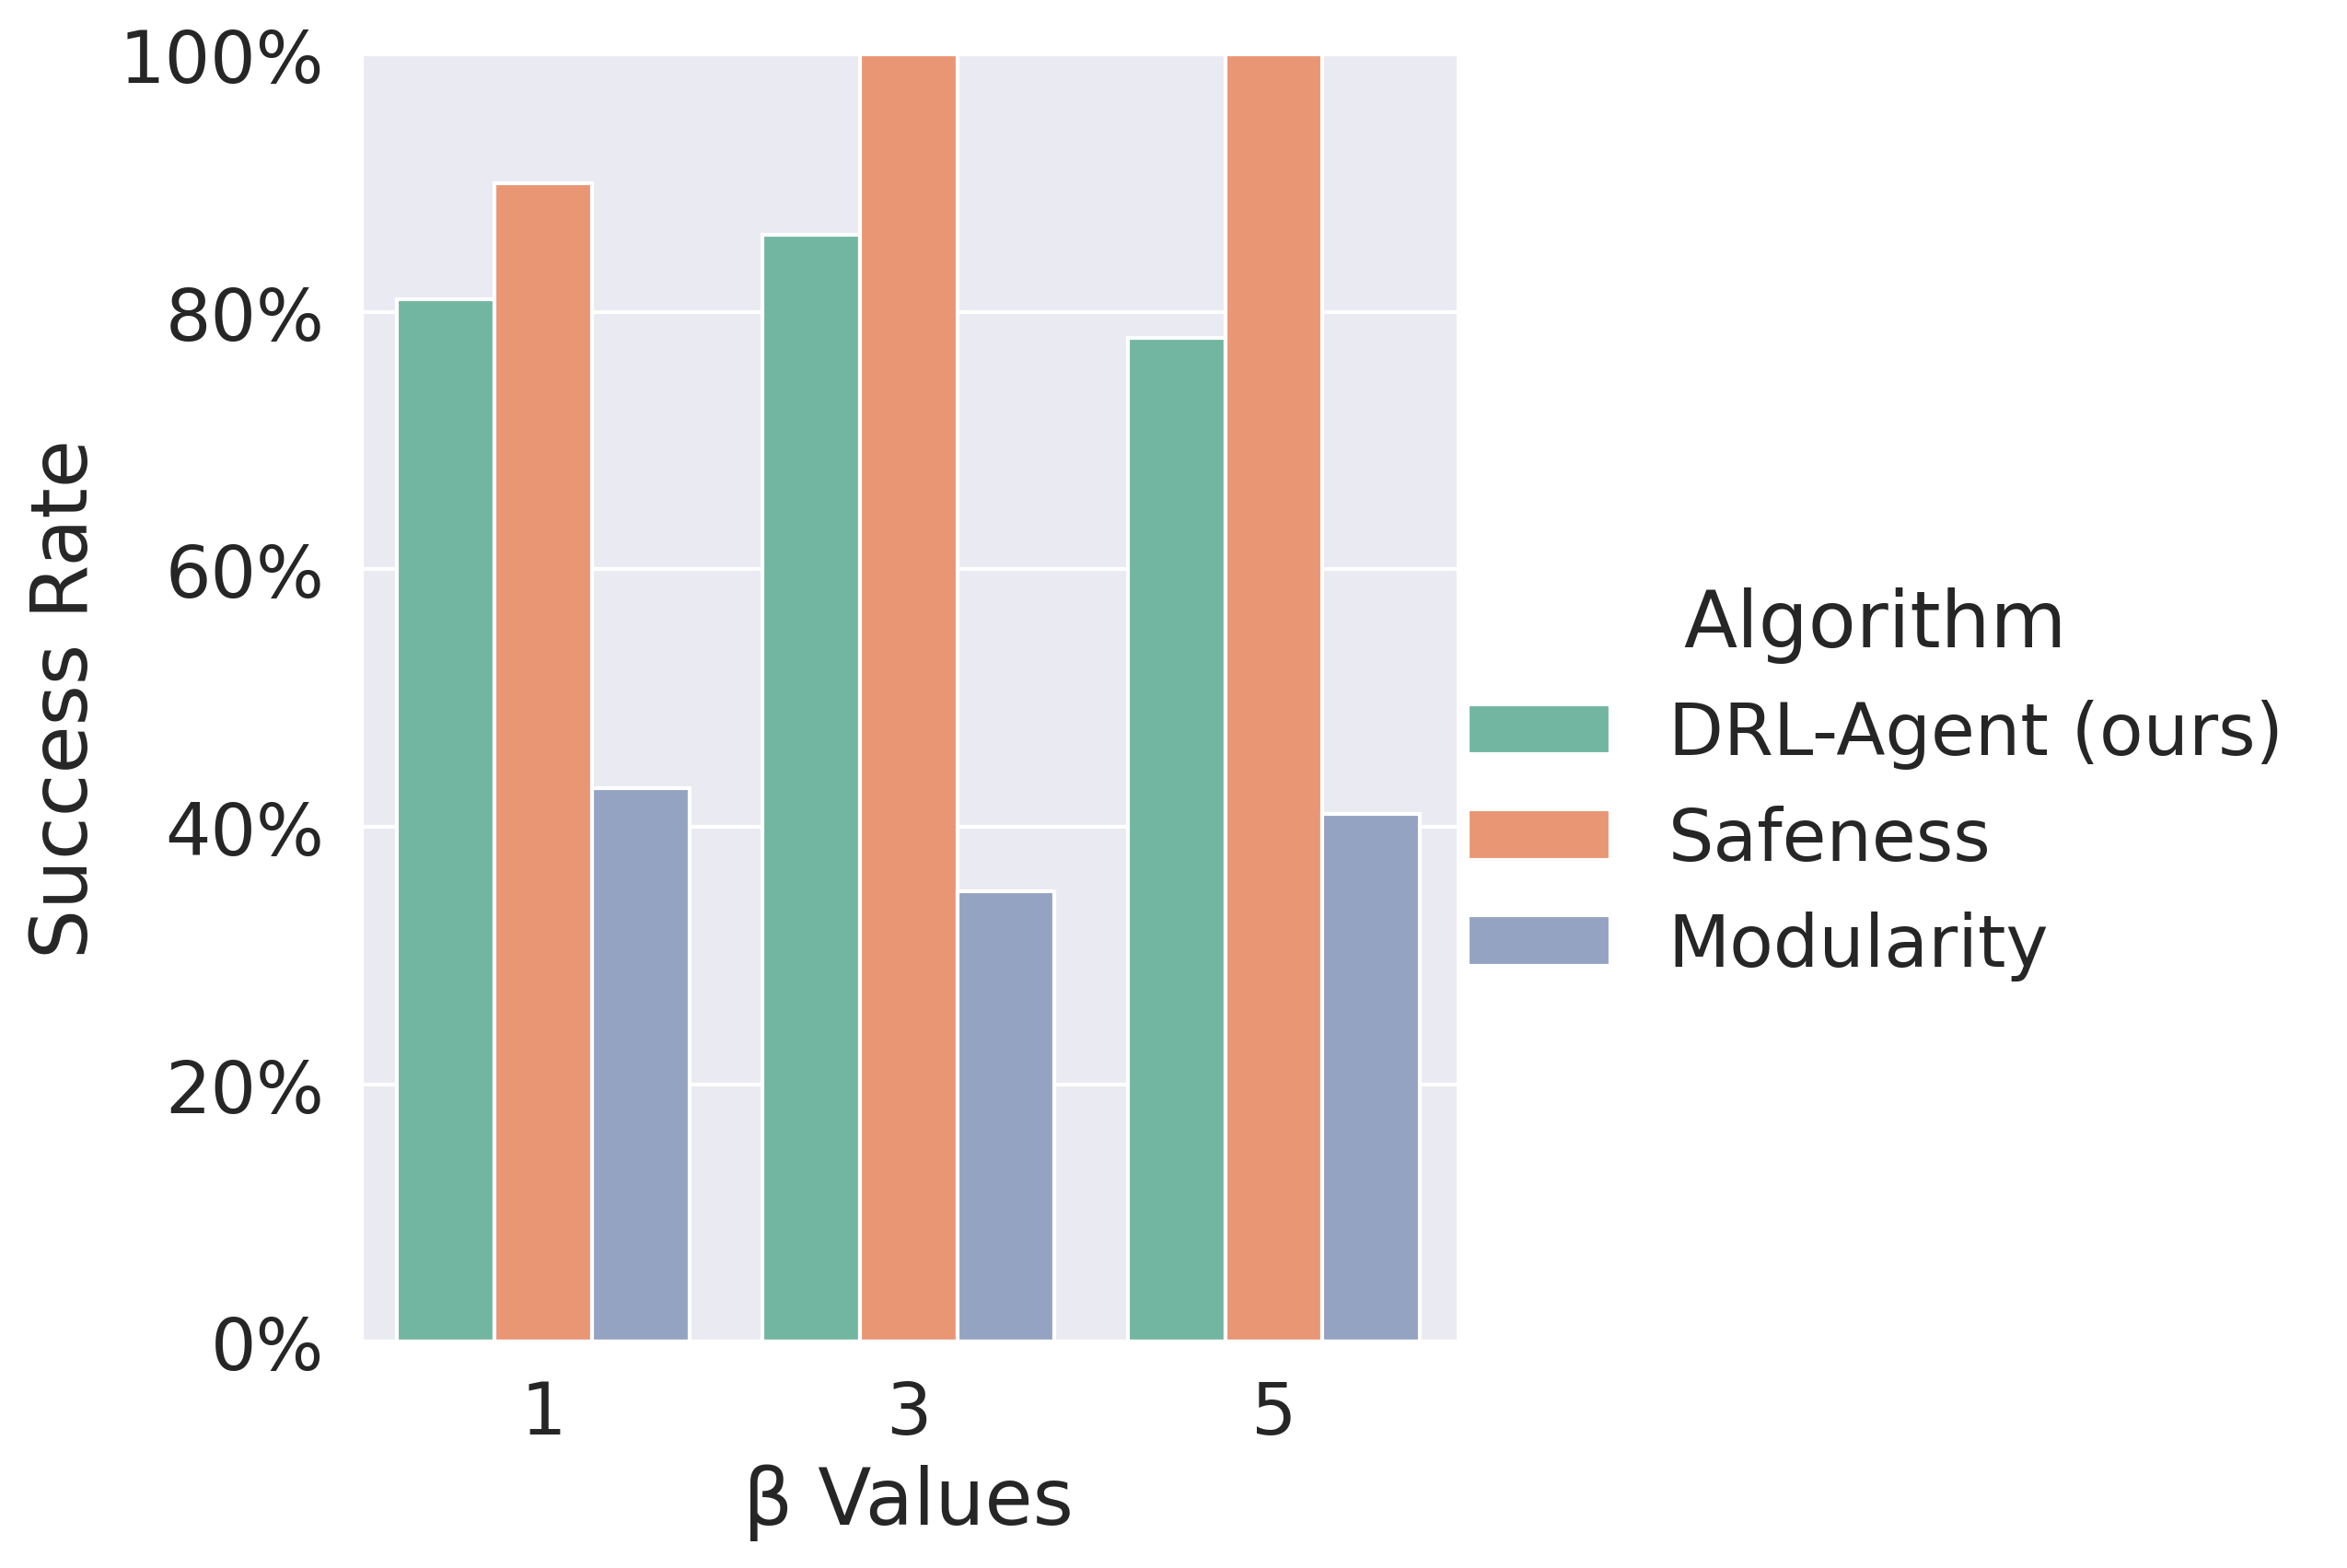 100%
80%
60%
40%
20%
0%
Success Rate
1
3
5
β Values
Algorithm
DRL-Agent (ours)
Safeness
Modularity